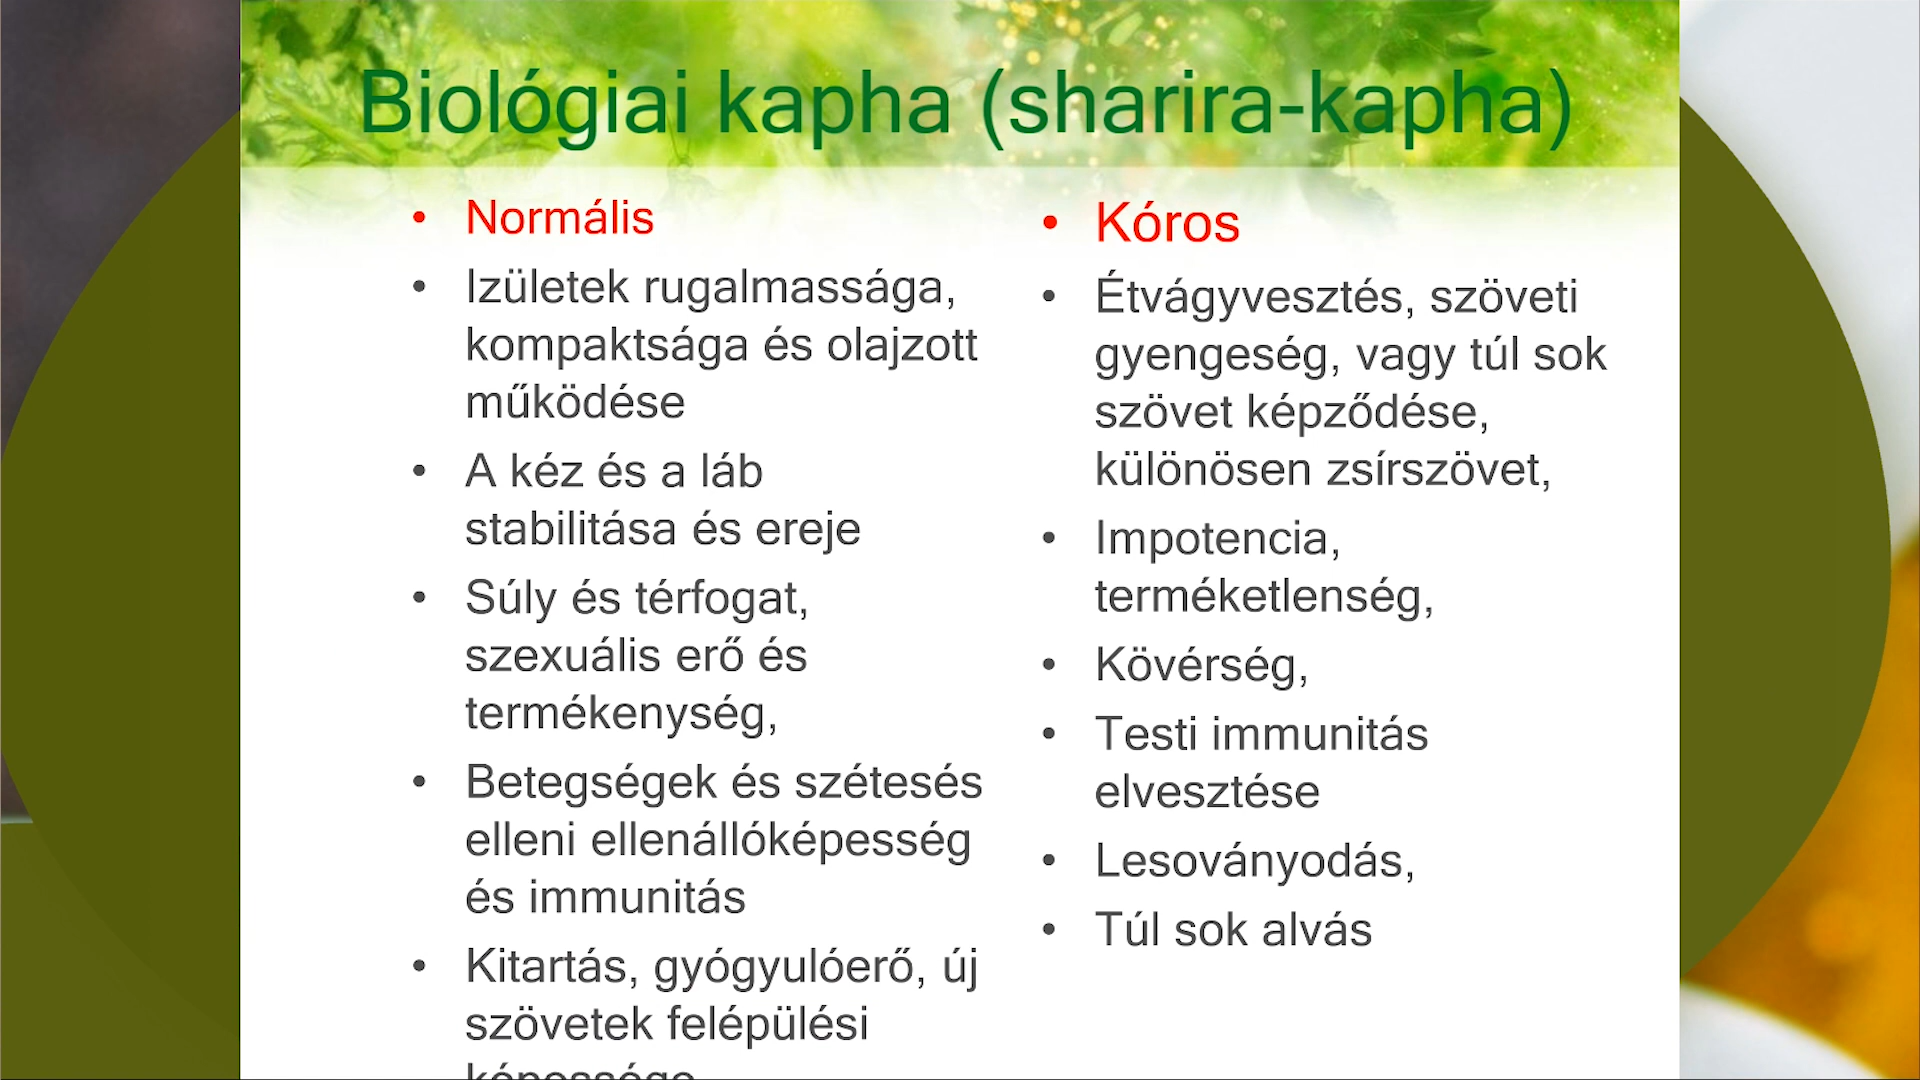 Biológiai kapha (sharira-kapha)
• Normális
• Izületek rugalmassága,
kompaktsága és olajzott
működése
• A kéz és a láb
stabilitása és ereje
• Súly és térfogat,
szexuális erő és
termékenység,
• Betegségek és szétesés
elleni ellenállóképesség
és immunitás
• Kitartás, gyógyulóerő, új
szövetek felépülési
• Kóros
• Étvágyvesztés, szöveti
gyengeség, vagy túl sok
szövet képződése,
különösen zsírszövet,
• Impotencia,
terméketlenség,
• Kövérség,
• Testi immunitás
elvesztése
• Lesoványodás,
• Túl sok alvás